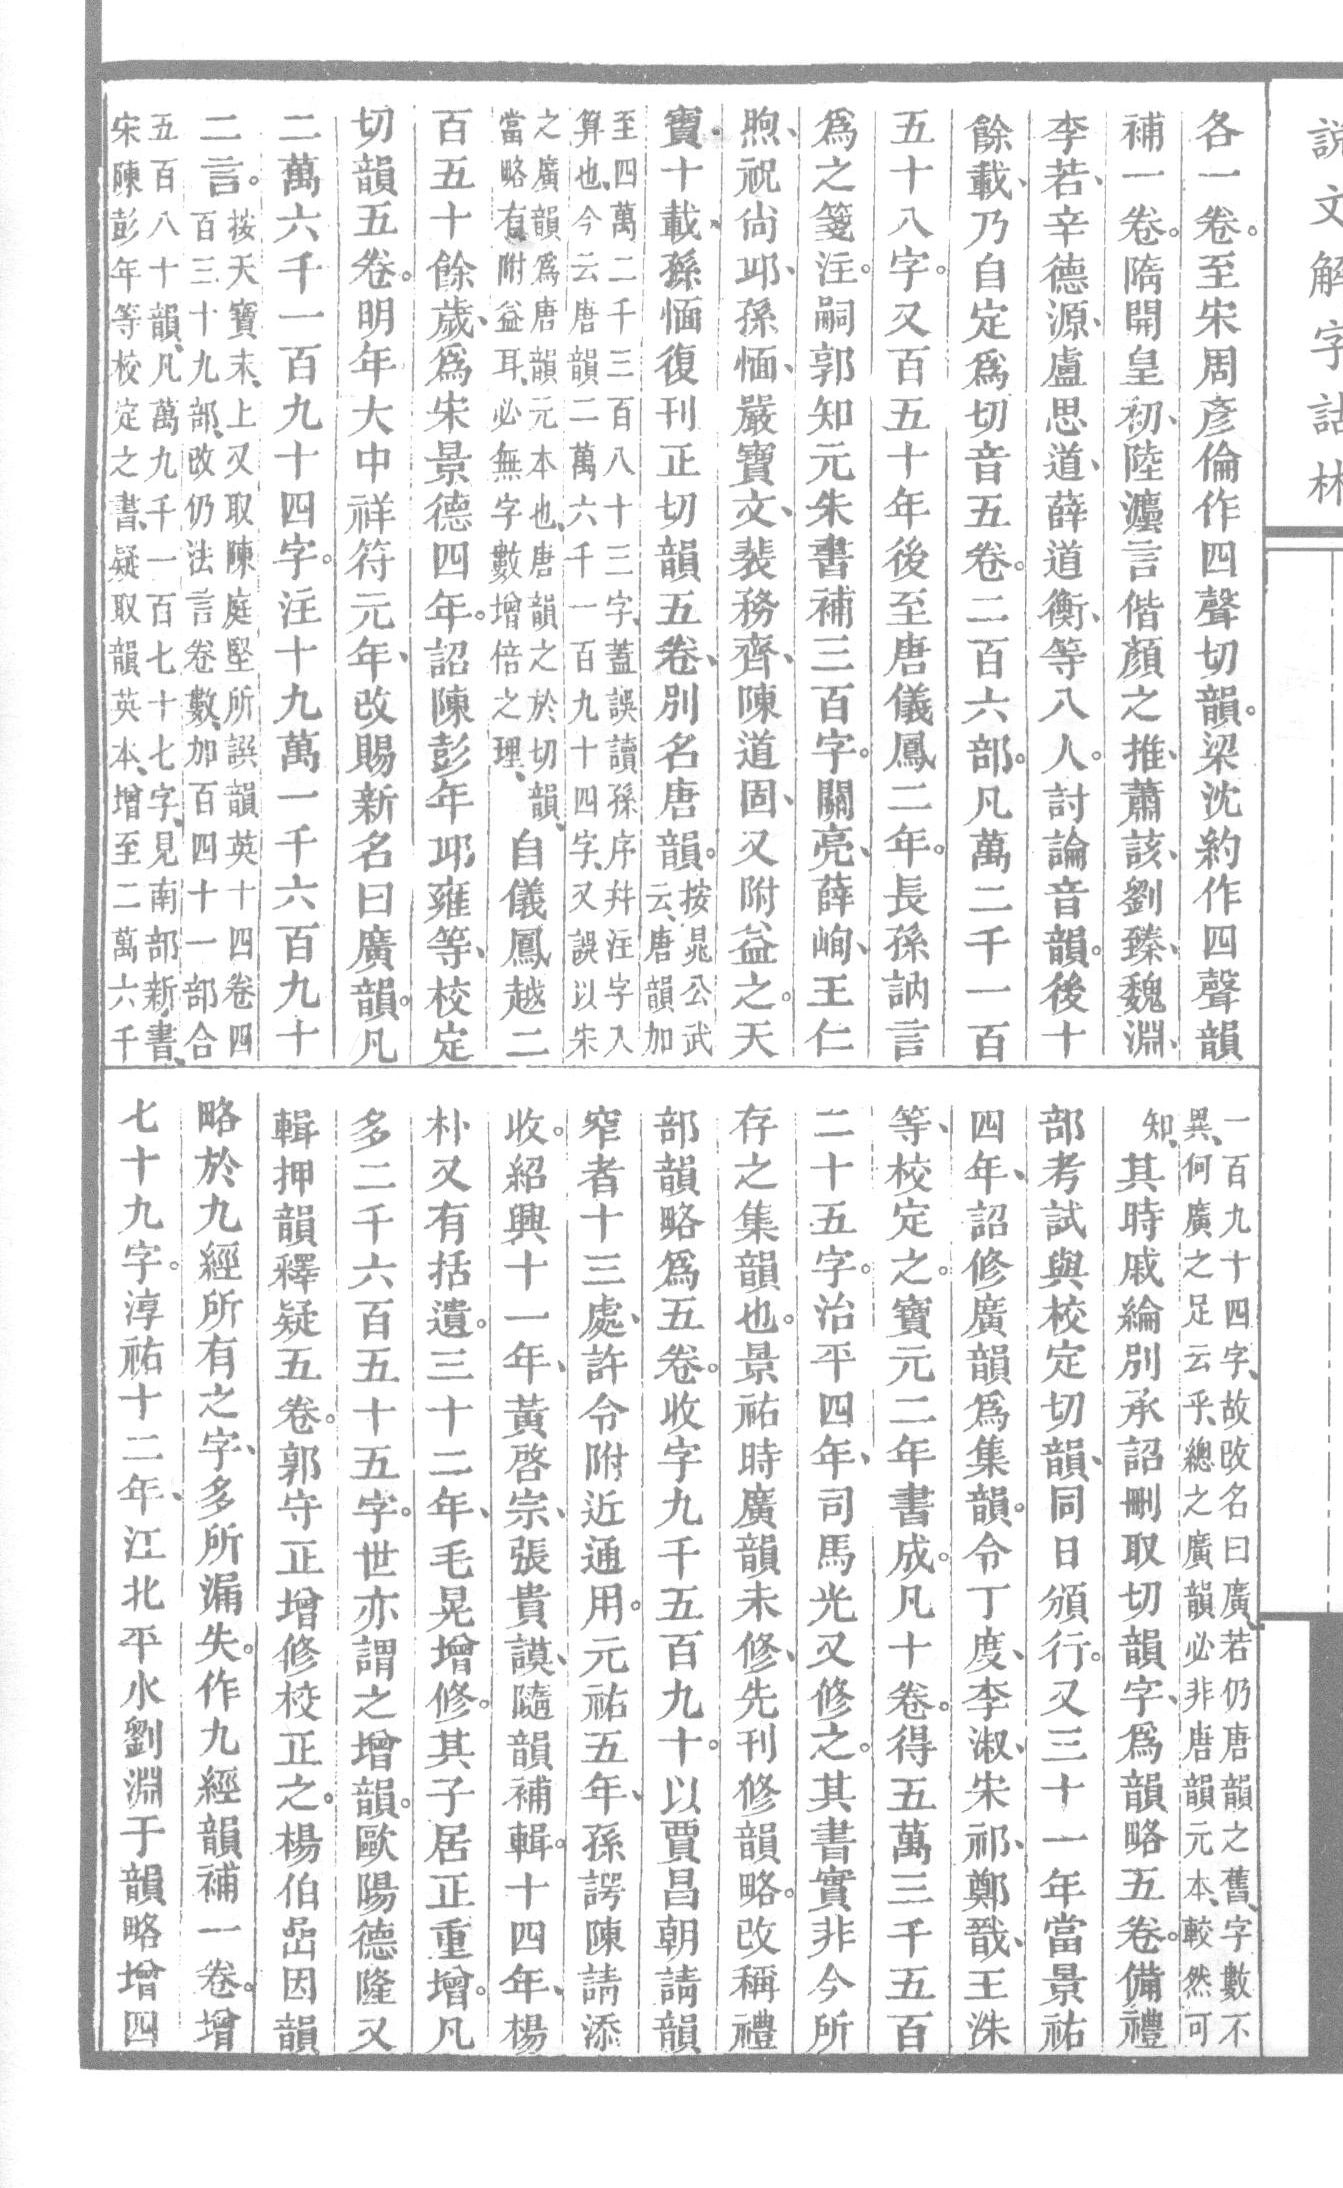 說文解字詁林
各一卷。至宋周彥倫作四聲切韻。梁沈約作四聲韻
補一卷。隋開皇初、陸灋言偕顏之推、蕭該、劉臻、魏淵、
李若、辛德源、盧思道、薛道衡、等八人。討論音韻。後十
餘載、乃自定爲切音五卷。二百六部。凡萬二千一百
五十八字。又百五十年後至唐儀鳳二年。長孫訥言
爲之箋注。嗣郭知元朱書補三百字。關亮、薛峋、王仁
煦、祝尙邱、孫愐、嚴寶文、裴務齊、陳道固、又附益之。天
寶十載、孫愐復刊正切韻五卷、別名唐韻。按晁公武
云、唐韻加
至四萬二千三百八十三字、蓋誤讀孫序幷注字入
算也、今云唐韻二萬六千一百九十四字、又誤以宋
之廣韻爲唐韻元本也、唐韻之於切韻、
當略有附益耳、必無字數增倍之理、自儀鳳越二
百五十餘歲、爲宋景德四年。詔陳彭年邱雍等、校定
切韻五卷。明年大中祥符元年、改賜新名曰廣韻。凡
二萬六千一百九十四字。注十九萬一千六百九十
二言。按天寶末、上又取陳庭堅所譔韻英十四卷四
百三十九部、改仍法言卷數、加百四十一部合
五百八十韻、凡萬九千一百七十七字、見南部新書、
宋陳彭年等校定之書、疑取韻英本、增至二萬六千
一百九十四字、故改名曰廣、若仍唐韻之舊、字數不
異、何廣之足云乎、總之廣韻必非唐韻元本、較然可
知、其時戚綸別承詔刪取切韻字、爲韻略五卷。備禮
部考試與校定切韻、同日頒行。又三十一年當景祐
四年、詔修廣韻爲集韻。令丁度、李淑、宋祁、鄭戩、王洙
等、校定之。寶元二年書成。凡十卷。得五萬三千五百
二十五字。治平四年、司馬光又修之。其書實非今所
存之集韻也。景祐時廣韻未修、先刊修韻略。改稱禮
部韻略爲五卷。收字九千五百九十。以賈昌朝請韻
窄者十三處、許令附近通用。元祐五年、孫諤陳請添
收。紹興十一年、黃啓宗、張貴謨、隨韻補輯。十四年、楊
朴又有括遺。三十二年、毛晃增修。其子居正重增。凡
多二千六百五十五字。世亦謂之增韻。歐陽德隆又
輯押韻釋疑五卷。郭守正增修校正之。楊伯嵒因韻
略於九經所有之字、多所漏失。作九經韻補一卷。增
七十九字。淳祐十二年、江北平水劉淵于韻略增四